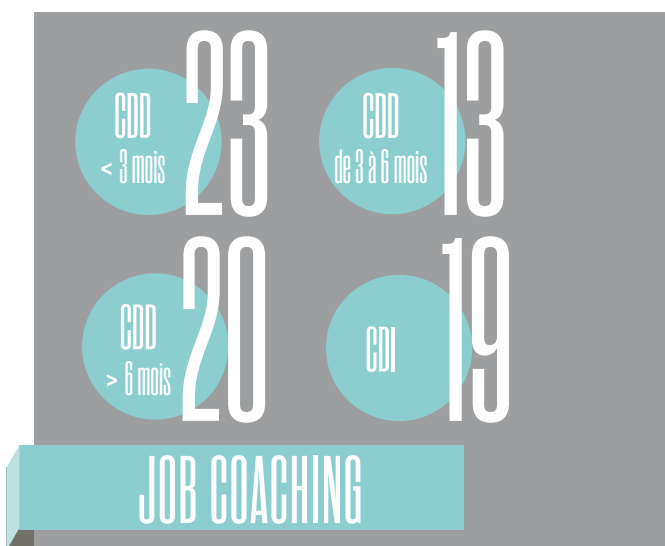 CDD
< 3 mois
23
CDD
de 3 à 6 mois
13
CDD
> 6 mois
20
CDI
19
JOB COACHING